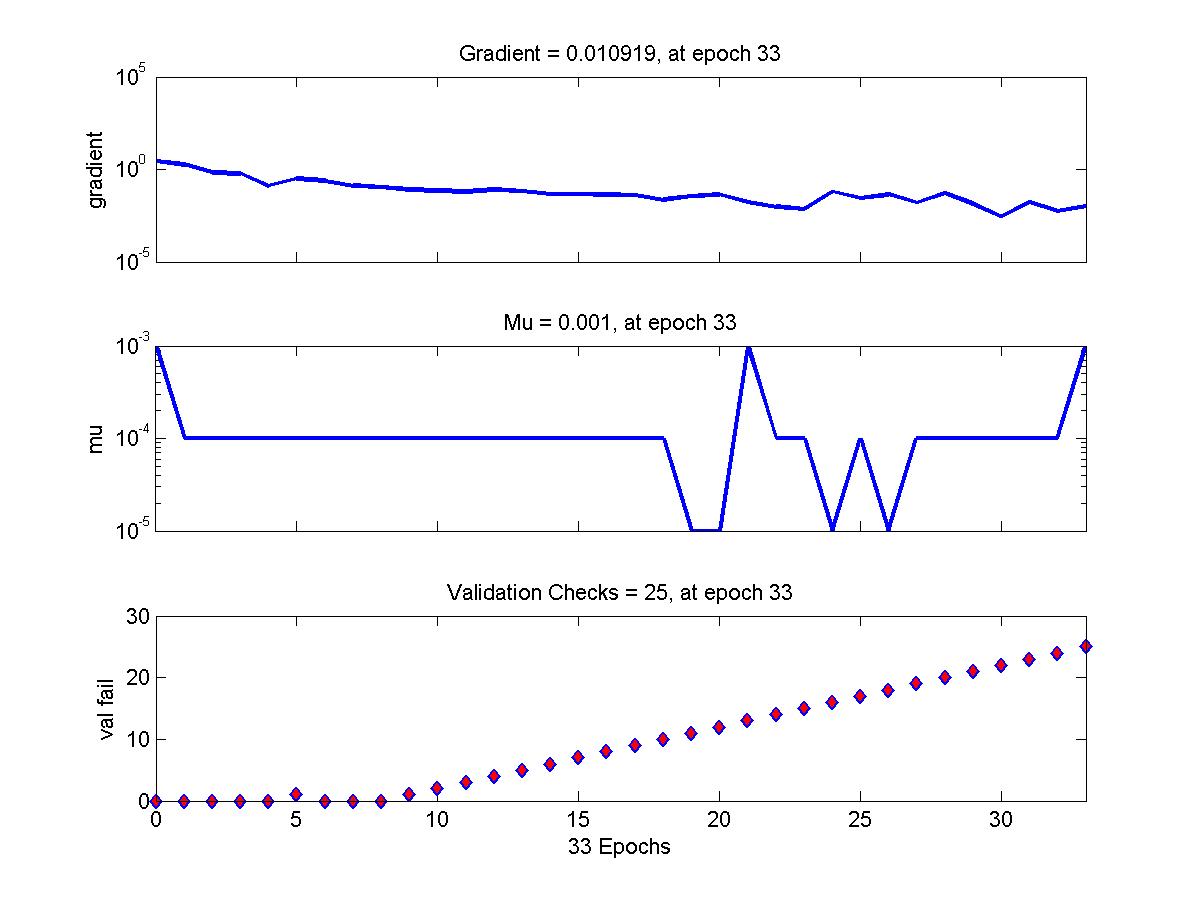 Gradient = 0.010919, at epoch 33
10^5
10^0
10^-5
gradient
Mu = 0.001, at epoch 33
10^-3
10^-4
10^-5
mu
Validation Checks = 25, at epoch 33
30
20
10
0
val fail
0 5 10 15 20 25 30
33 Epochs